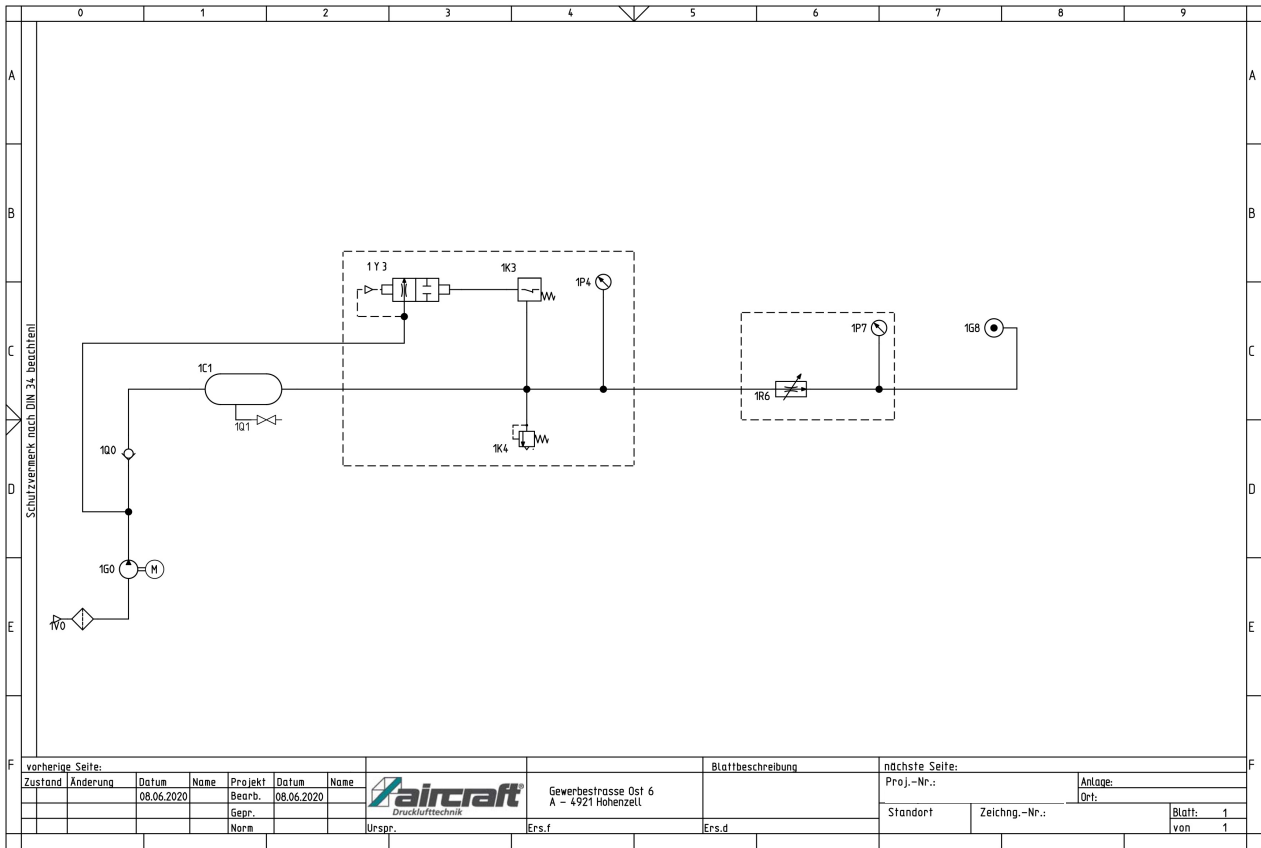 0 1 2 3 4 5 6 7 8 9
A A
B B
C C
D D
E E
F F
Schutzvermerk nach DIN 34 beachten!
1Y3
1K3
1P4
1P7
1G8
1C1
1R6
1Q1
1Q0
1K4
1G0
M
1V0
vorherige Seite:
Blattbeschreibung
nächste Seite:
Zustand Änderung Datum Name Projekt Datum Name
08.06.2020 Bearb. 08.06.2020
Gepr.
Norm
aircraft
Drucklufttechnik
Gewerbestrasse Ost 6
A - 4921 Hohenzell
Urspr. Ers.f Ers.d
Proj.-Nr.:
Anlage:
Ort:
Standort Zeichng.-Nr.:
Blatt: 1
von 1